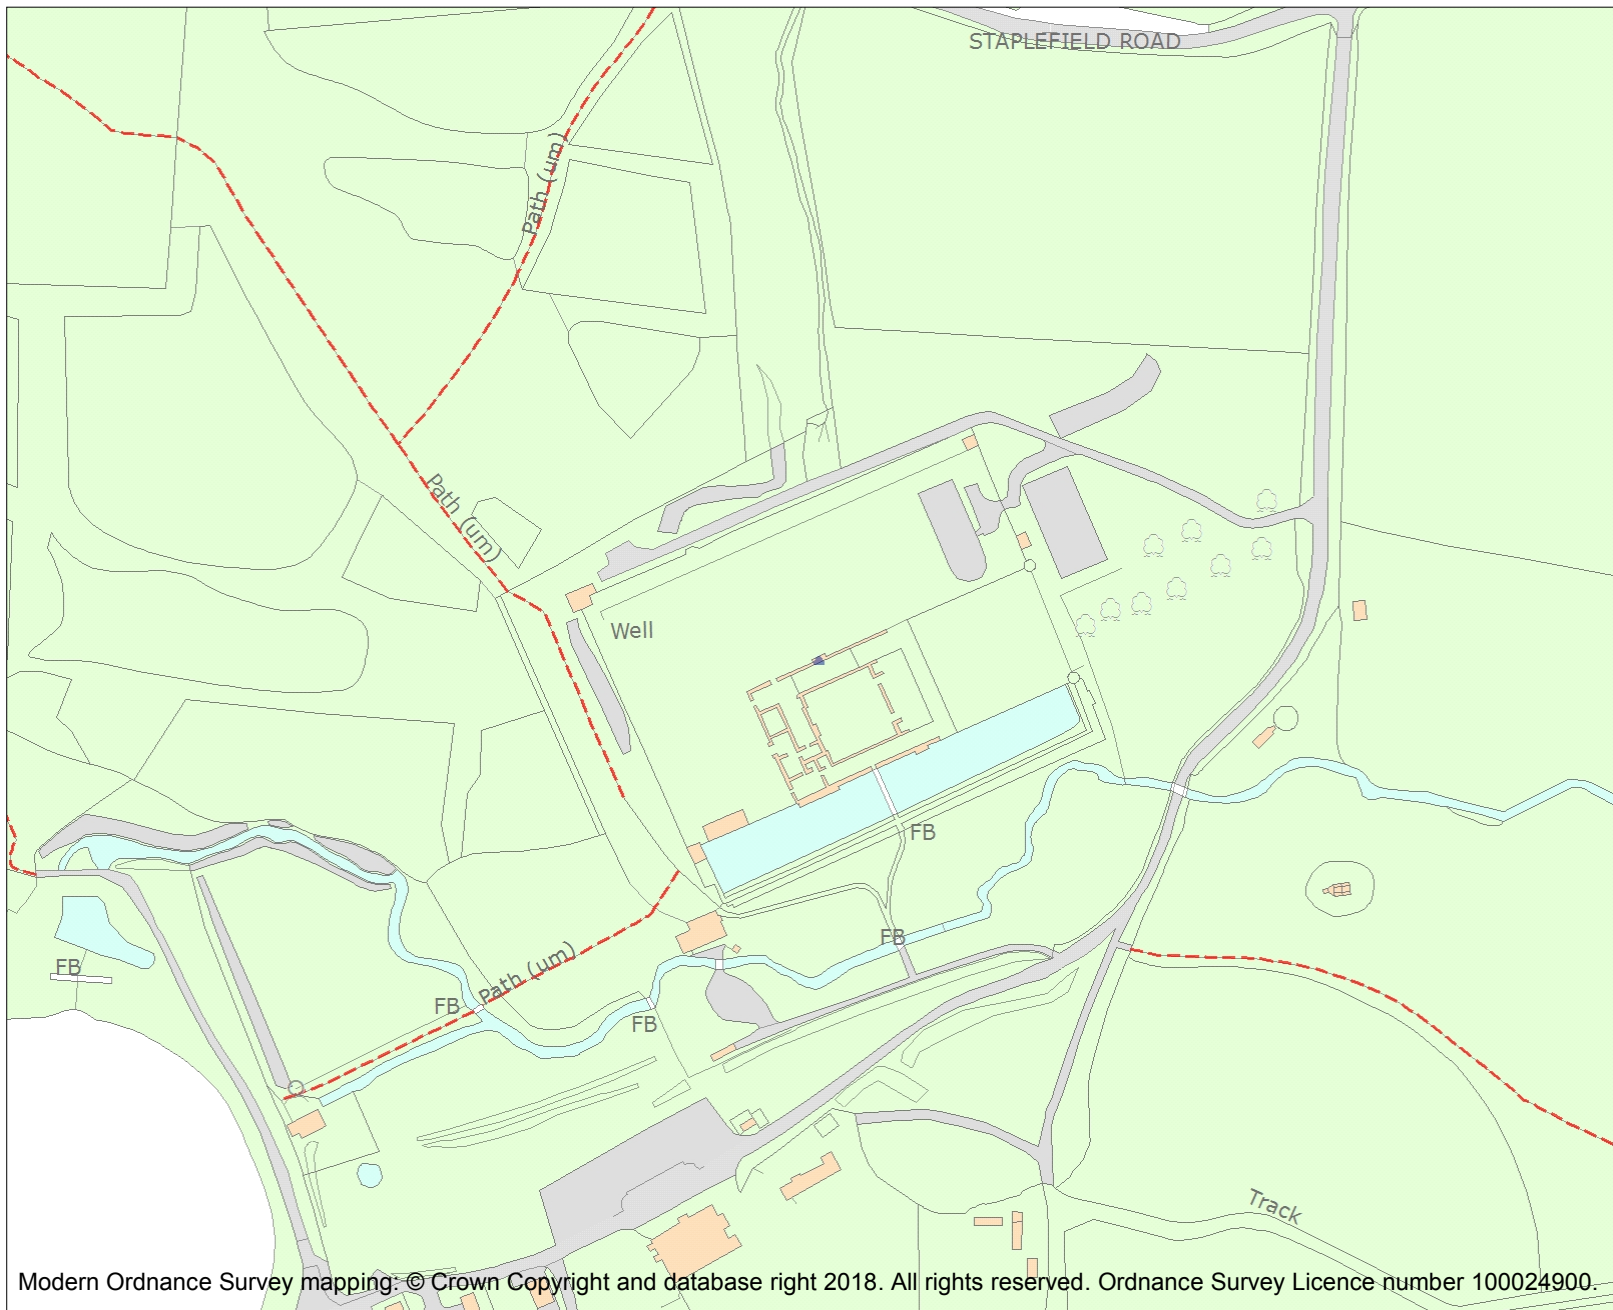 STAPLEFIELD ROAD
Path (um)
Path (um)
Well
FB
FB
Path (um)
FB
FB
FB
Track
Modern Ordnance Survey mapping: © Crown Copyright and database right 2018. All rights reserved. Ordnance Survey Licence number 100024900.